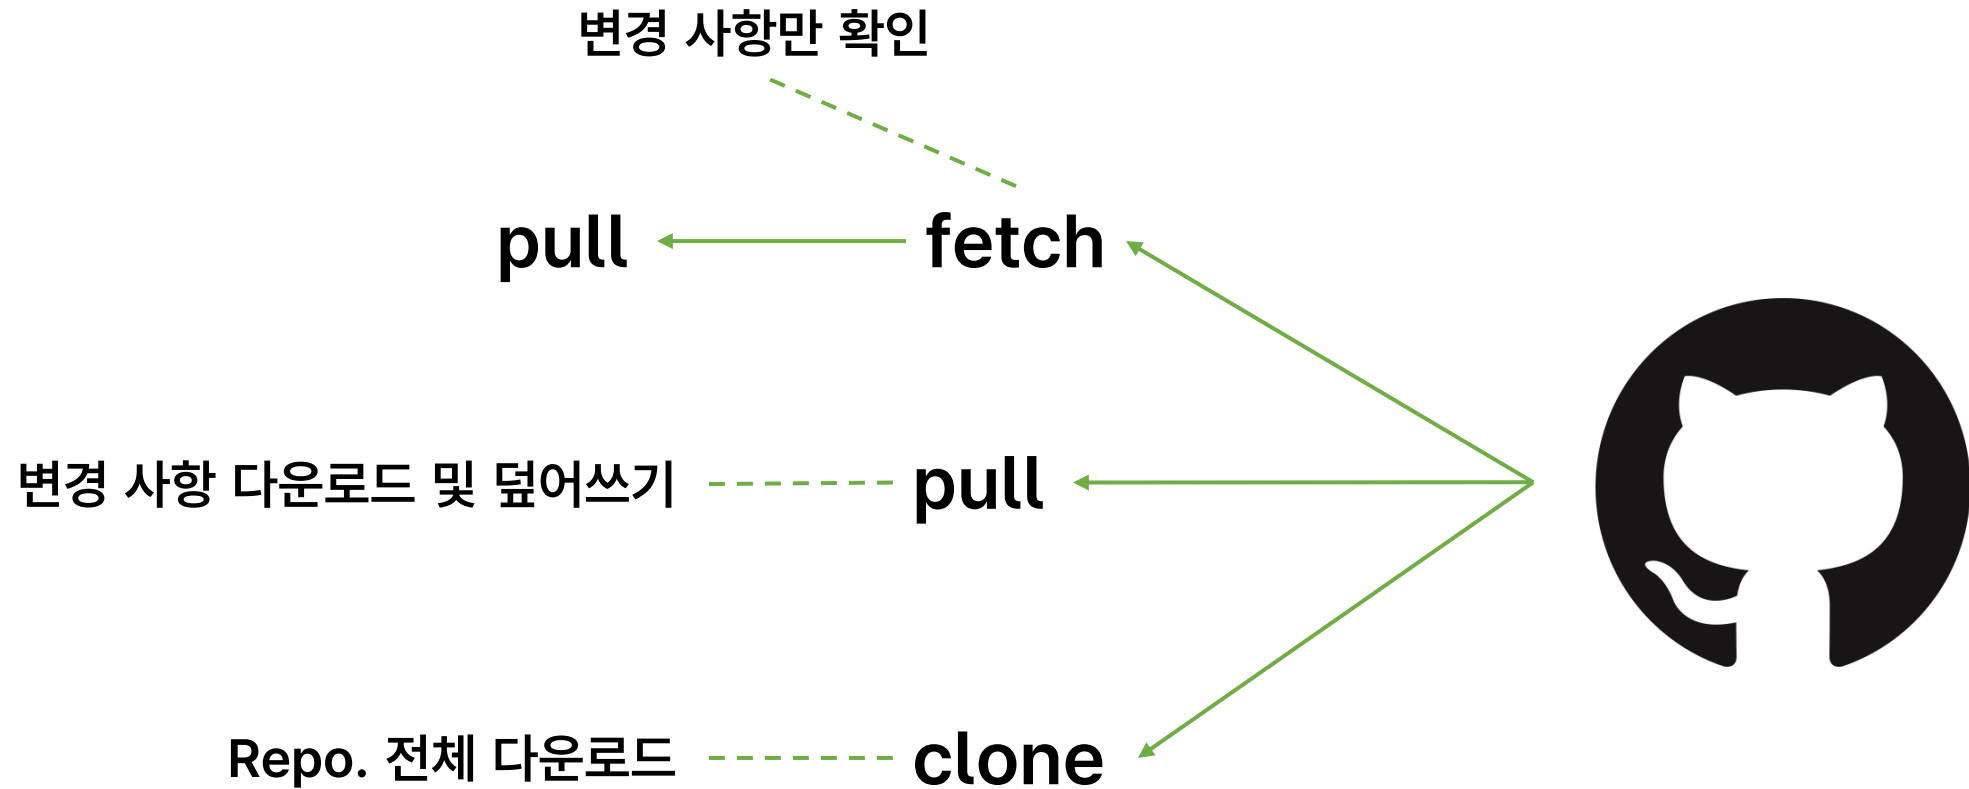 변경 사항만 확인
pull
fetch
변경 사항 다운로드 및 덮어쓰기
pull
Repo. 전체 다운로드
clone